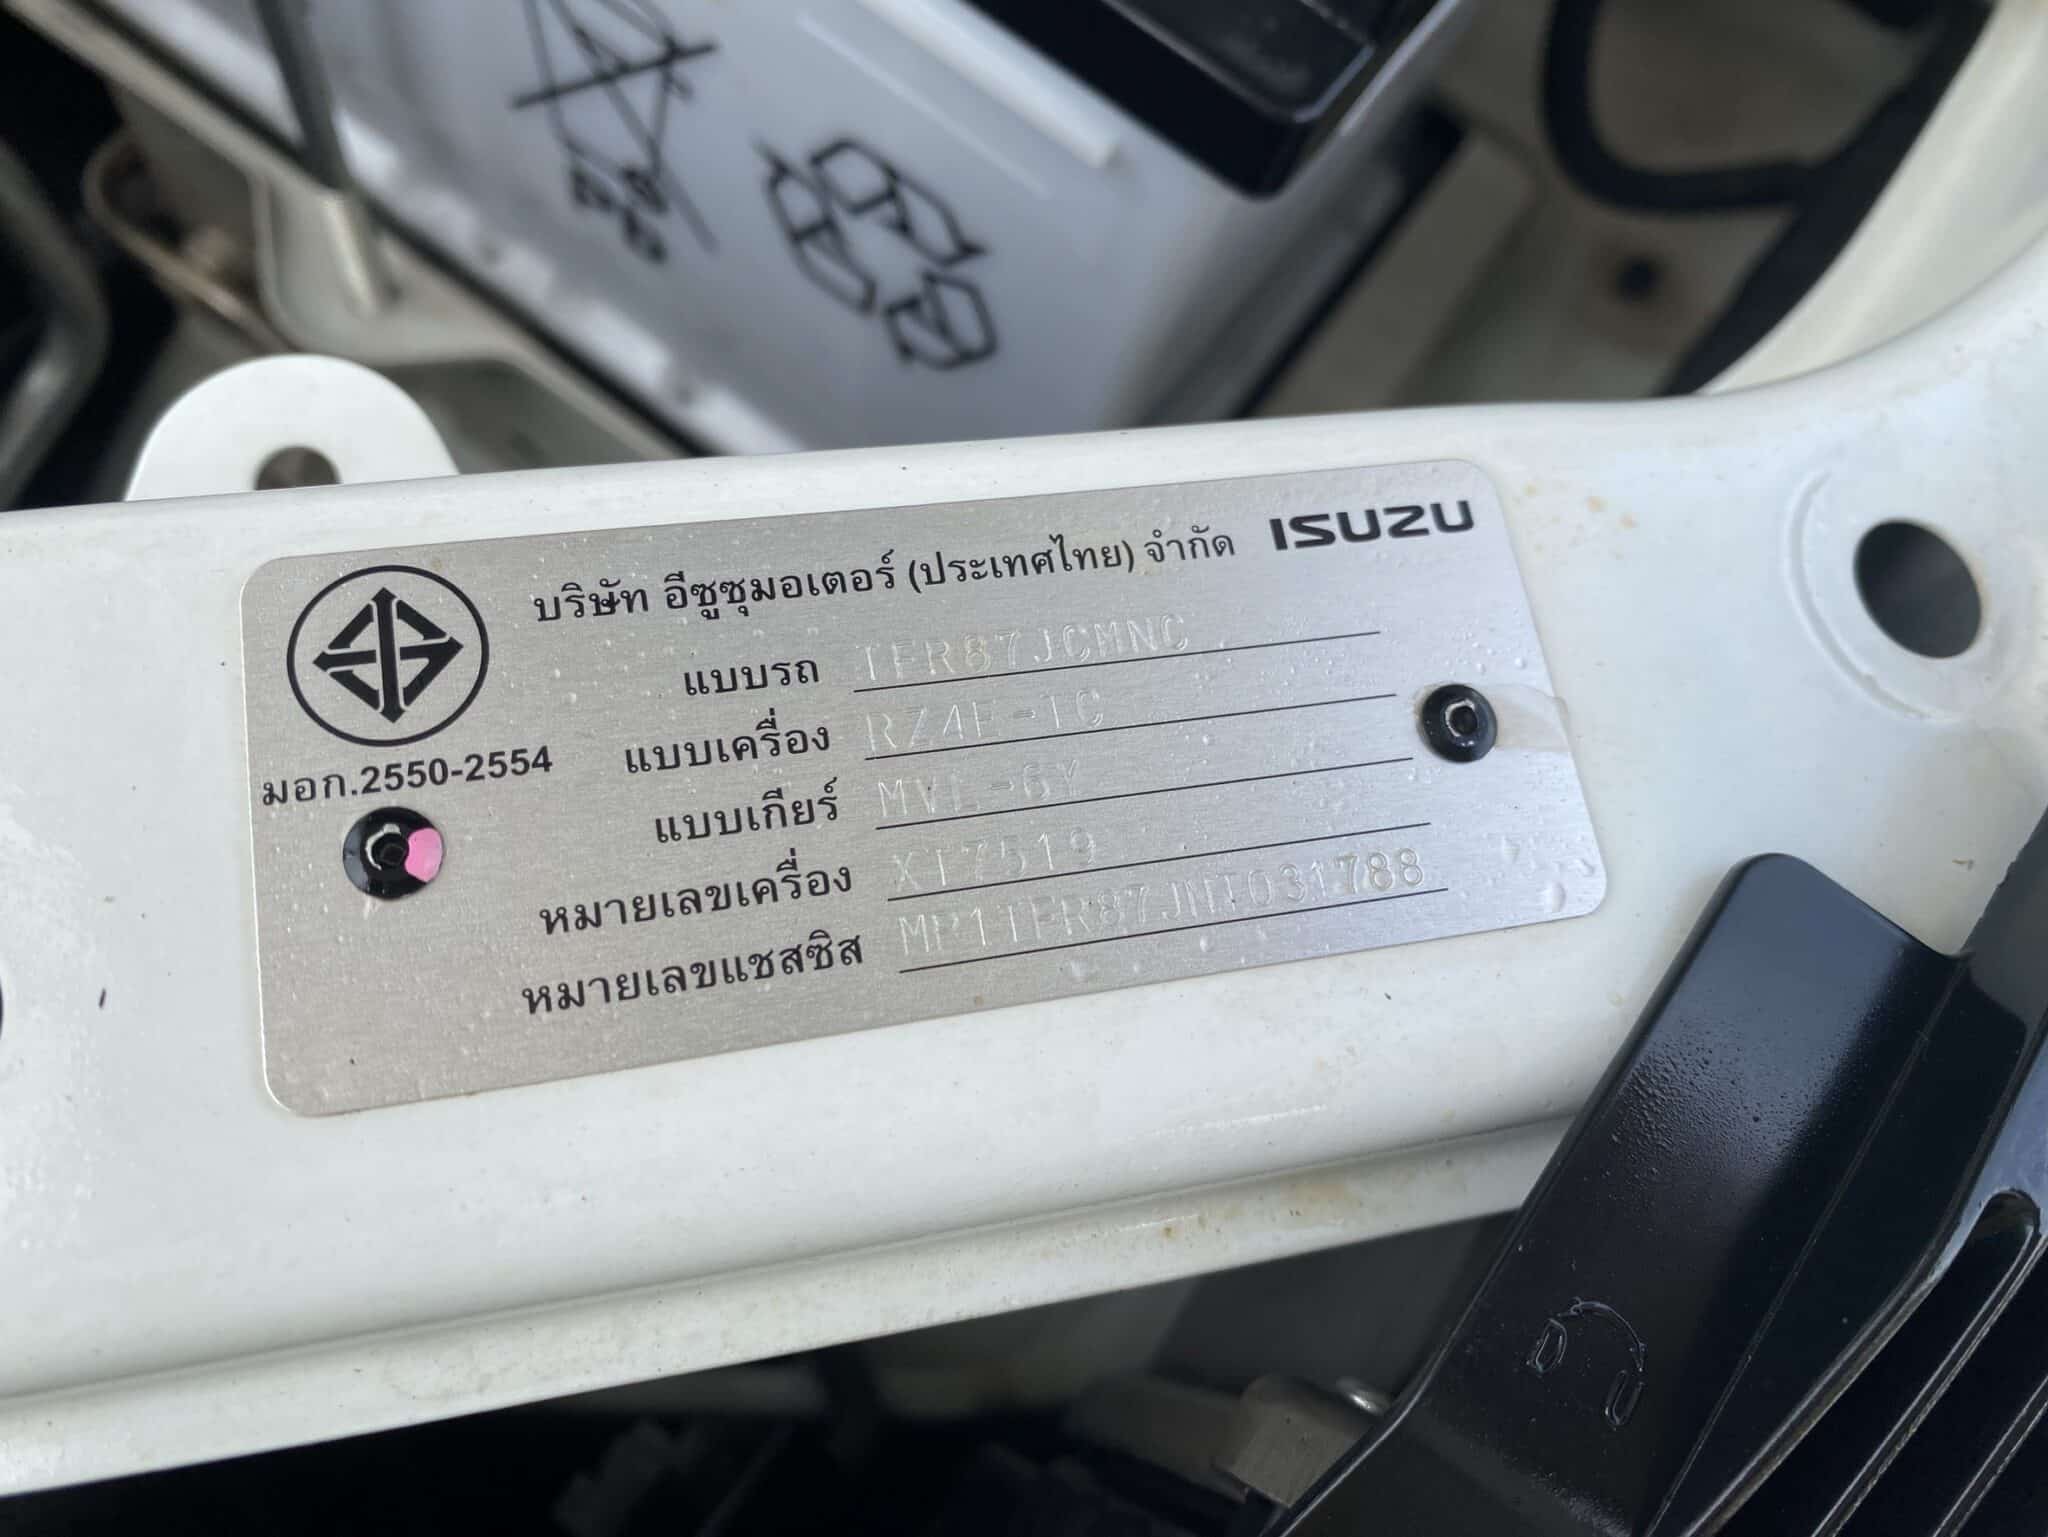 บริษัท อีซูซุมอเตอร์ (ประเทศไทย) จำกัด ISUZU
แบบรถ TFR87JCMNC
แบบเครื่อง RZ4E-TC
มอก.2550-2554
แบบเกียร์ MVL-6Y
หมายเลขเครื่อง XT7519
หมายเลขแชสซิส MP1TFR87JNT031788